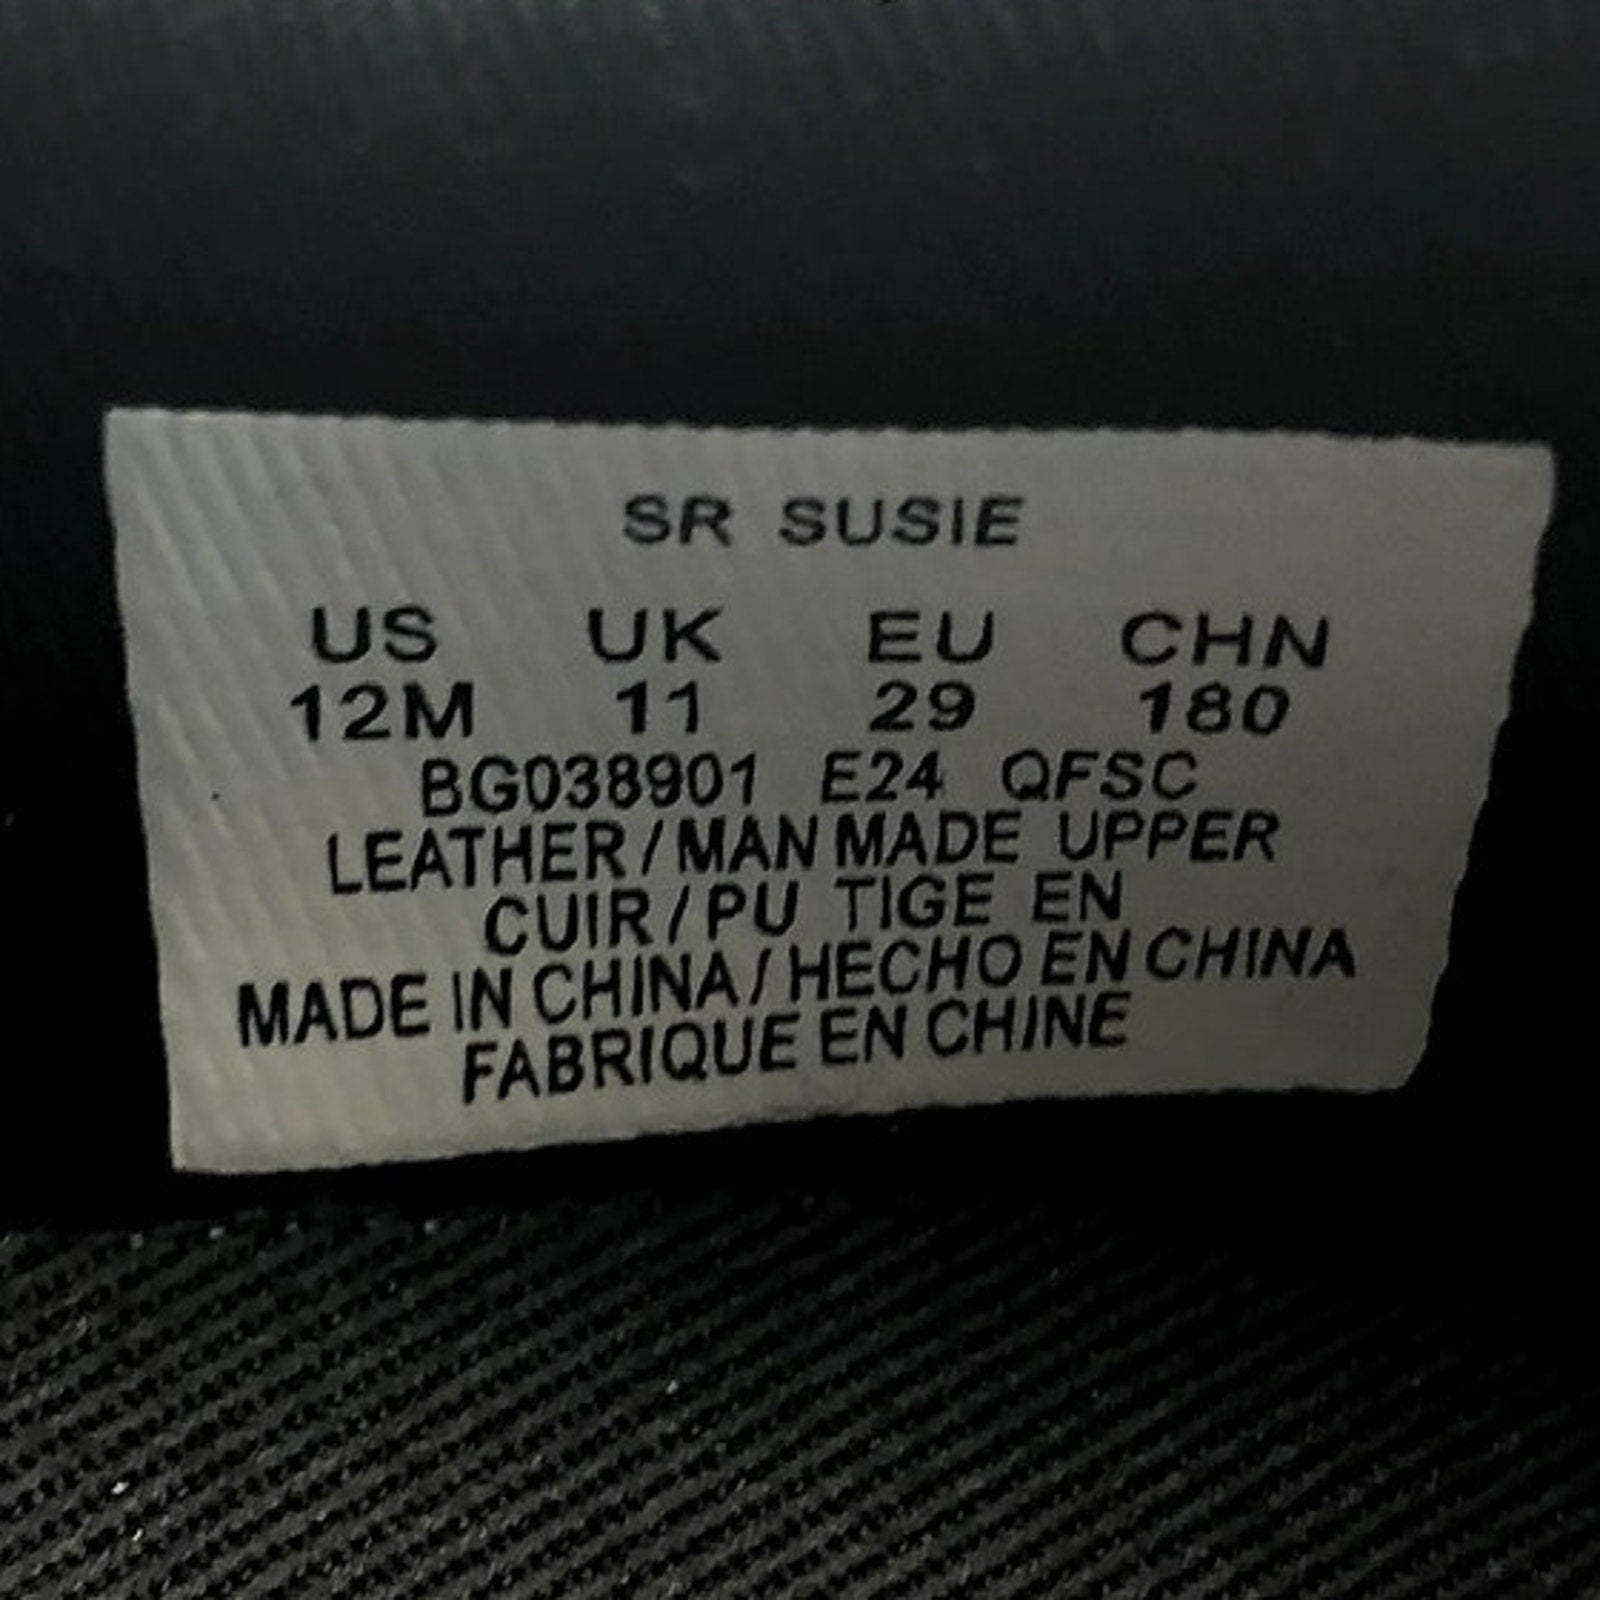 SR SUSIE
US UK EU CHN
12M 11 29 180
BG038901 E24 QFSC
LEATHER/MAN MADE UPPER
CUIR/PU TIGE EN
MADE IN CHINA/HECHO EN CHINA
FABRIQUE EN CHINE